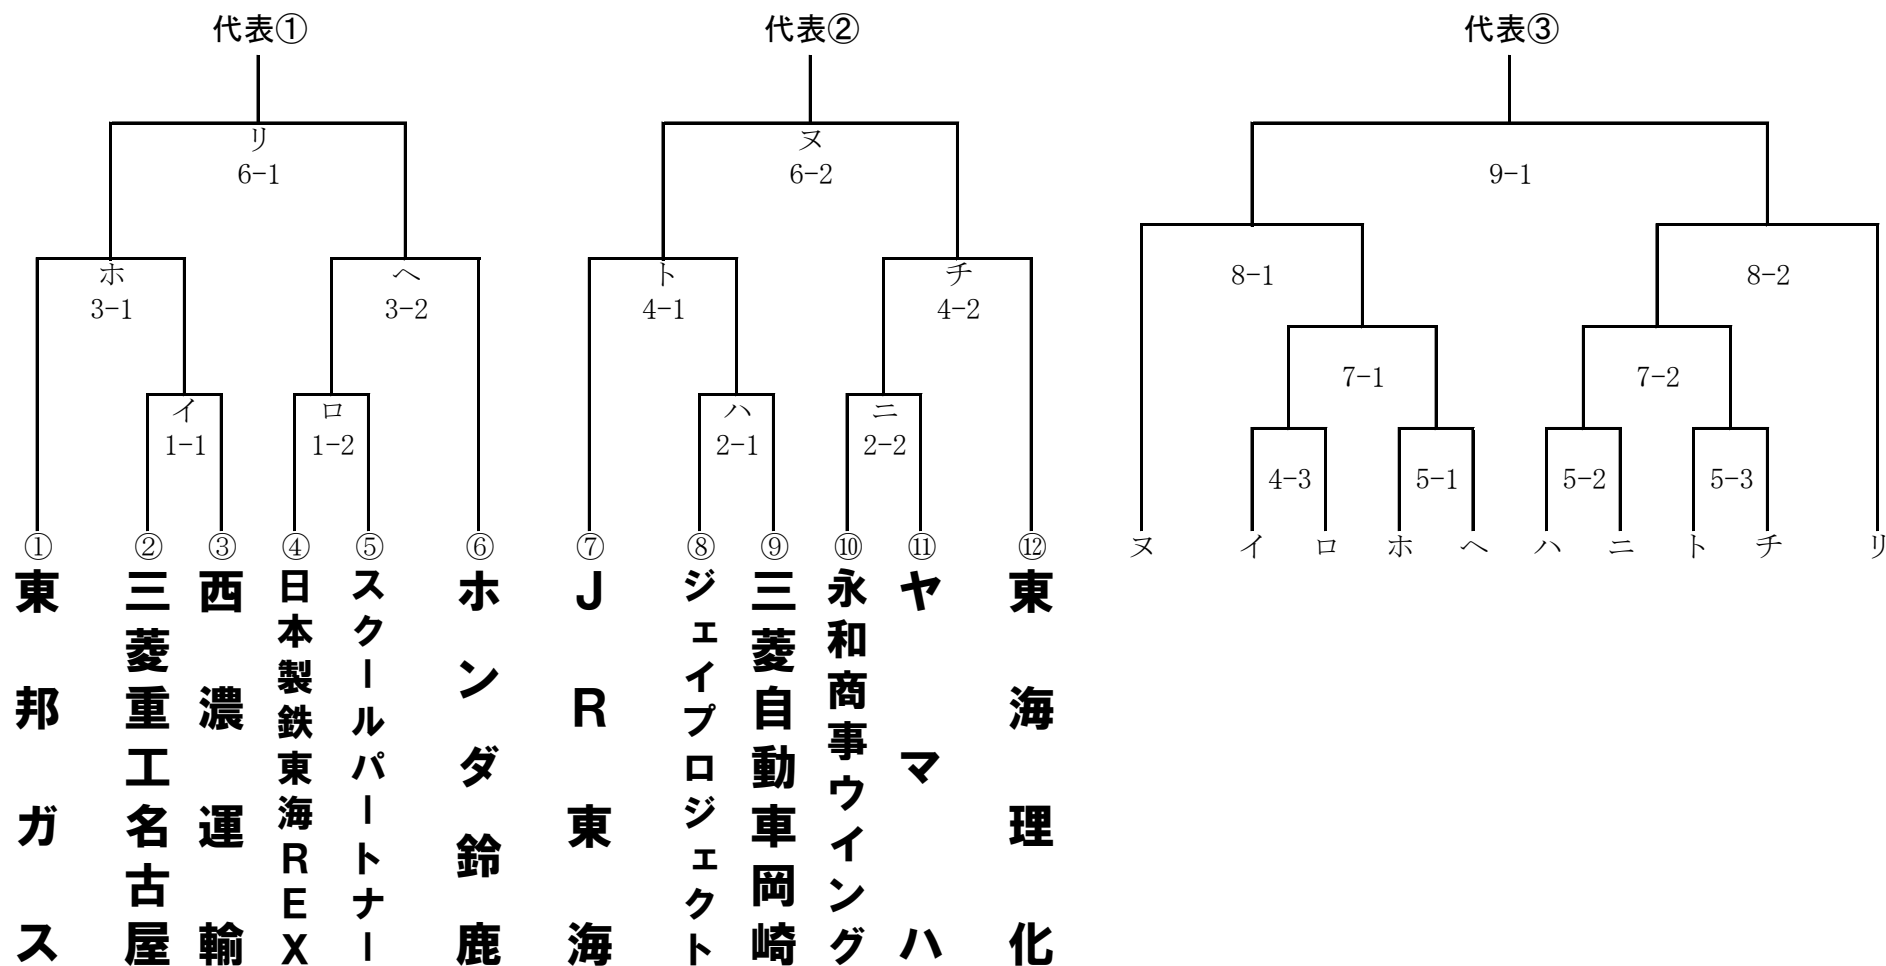 代表① 代表② 代表③
リ ヌ
6-1 6-2 9-1
ホ ヘ ト チ
8-1 8-2
3-1 3-2 4-1 4-2
7-1 7-2
イ ロ ハ ニ
1-1 1-2 2-1 2-2
4-3 5-1 5-2 5-3
① ② ③ ④ ⑤ ⑥ ⑦ ⑧ ⑨ ⑩ ⑪ ⑫ ヌ イ ロ ホ ヘ ハ ニ ト チ リ
東邦ガス
三菱重工名古屋
西濃運輸
日本製鉄東海REX
スクールパートナー
ホンダ鈴鹿
JR東海
ジェイプロジェクト
三菱自動車岡崎
永和商事ウイング
ヤマハ
東海理化